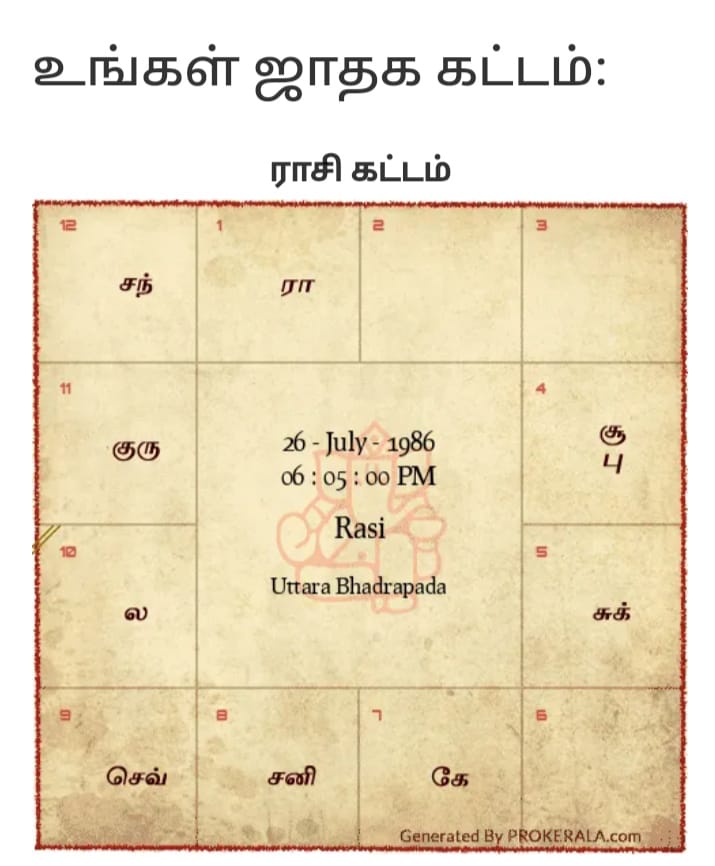 உங்கள் ஜாதக கட்டம்:
ராசி கட்டம்
12 1 2 3
சந் ரா
11 4
குரு சூ
பு
26 - July - 1986
06 : 05 : 00 PM
Rasi
Uttara Bhadrapada
10 5
ல சுக்
9 8 7 6
செவ் சனி கே
Generated By PROKERALA.com